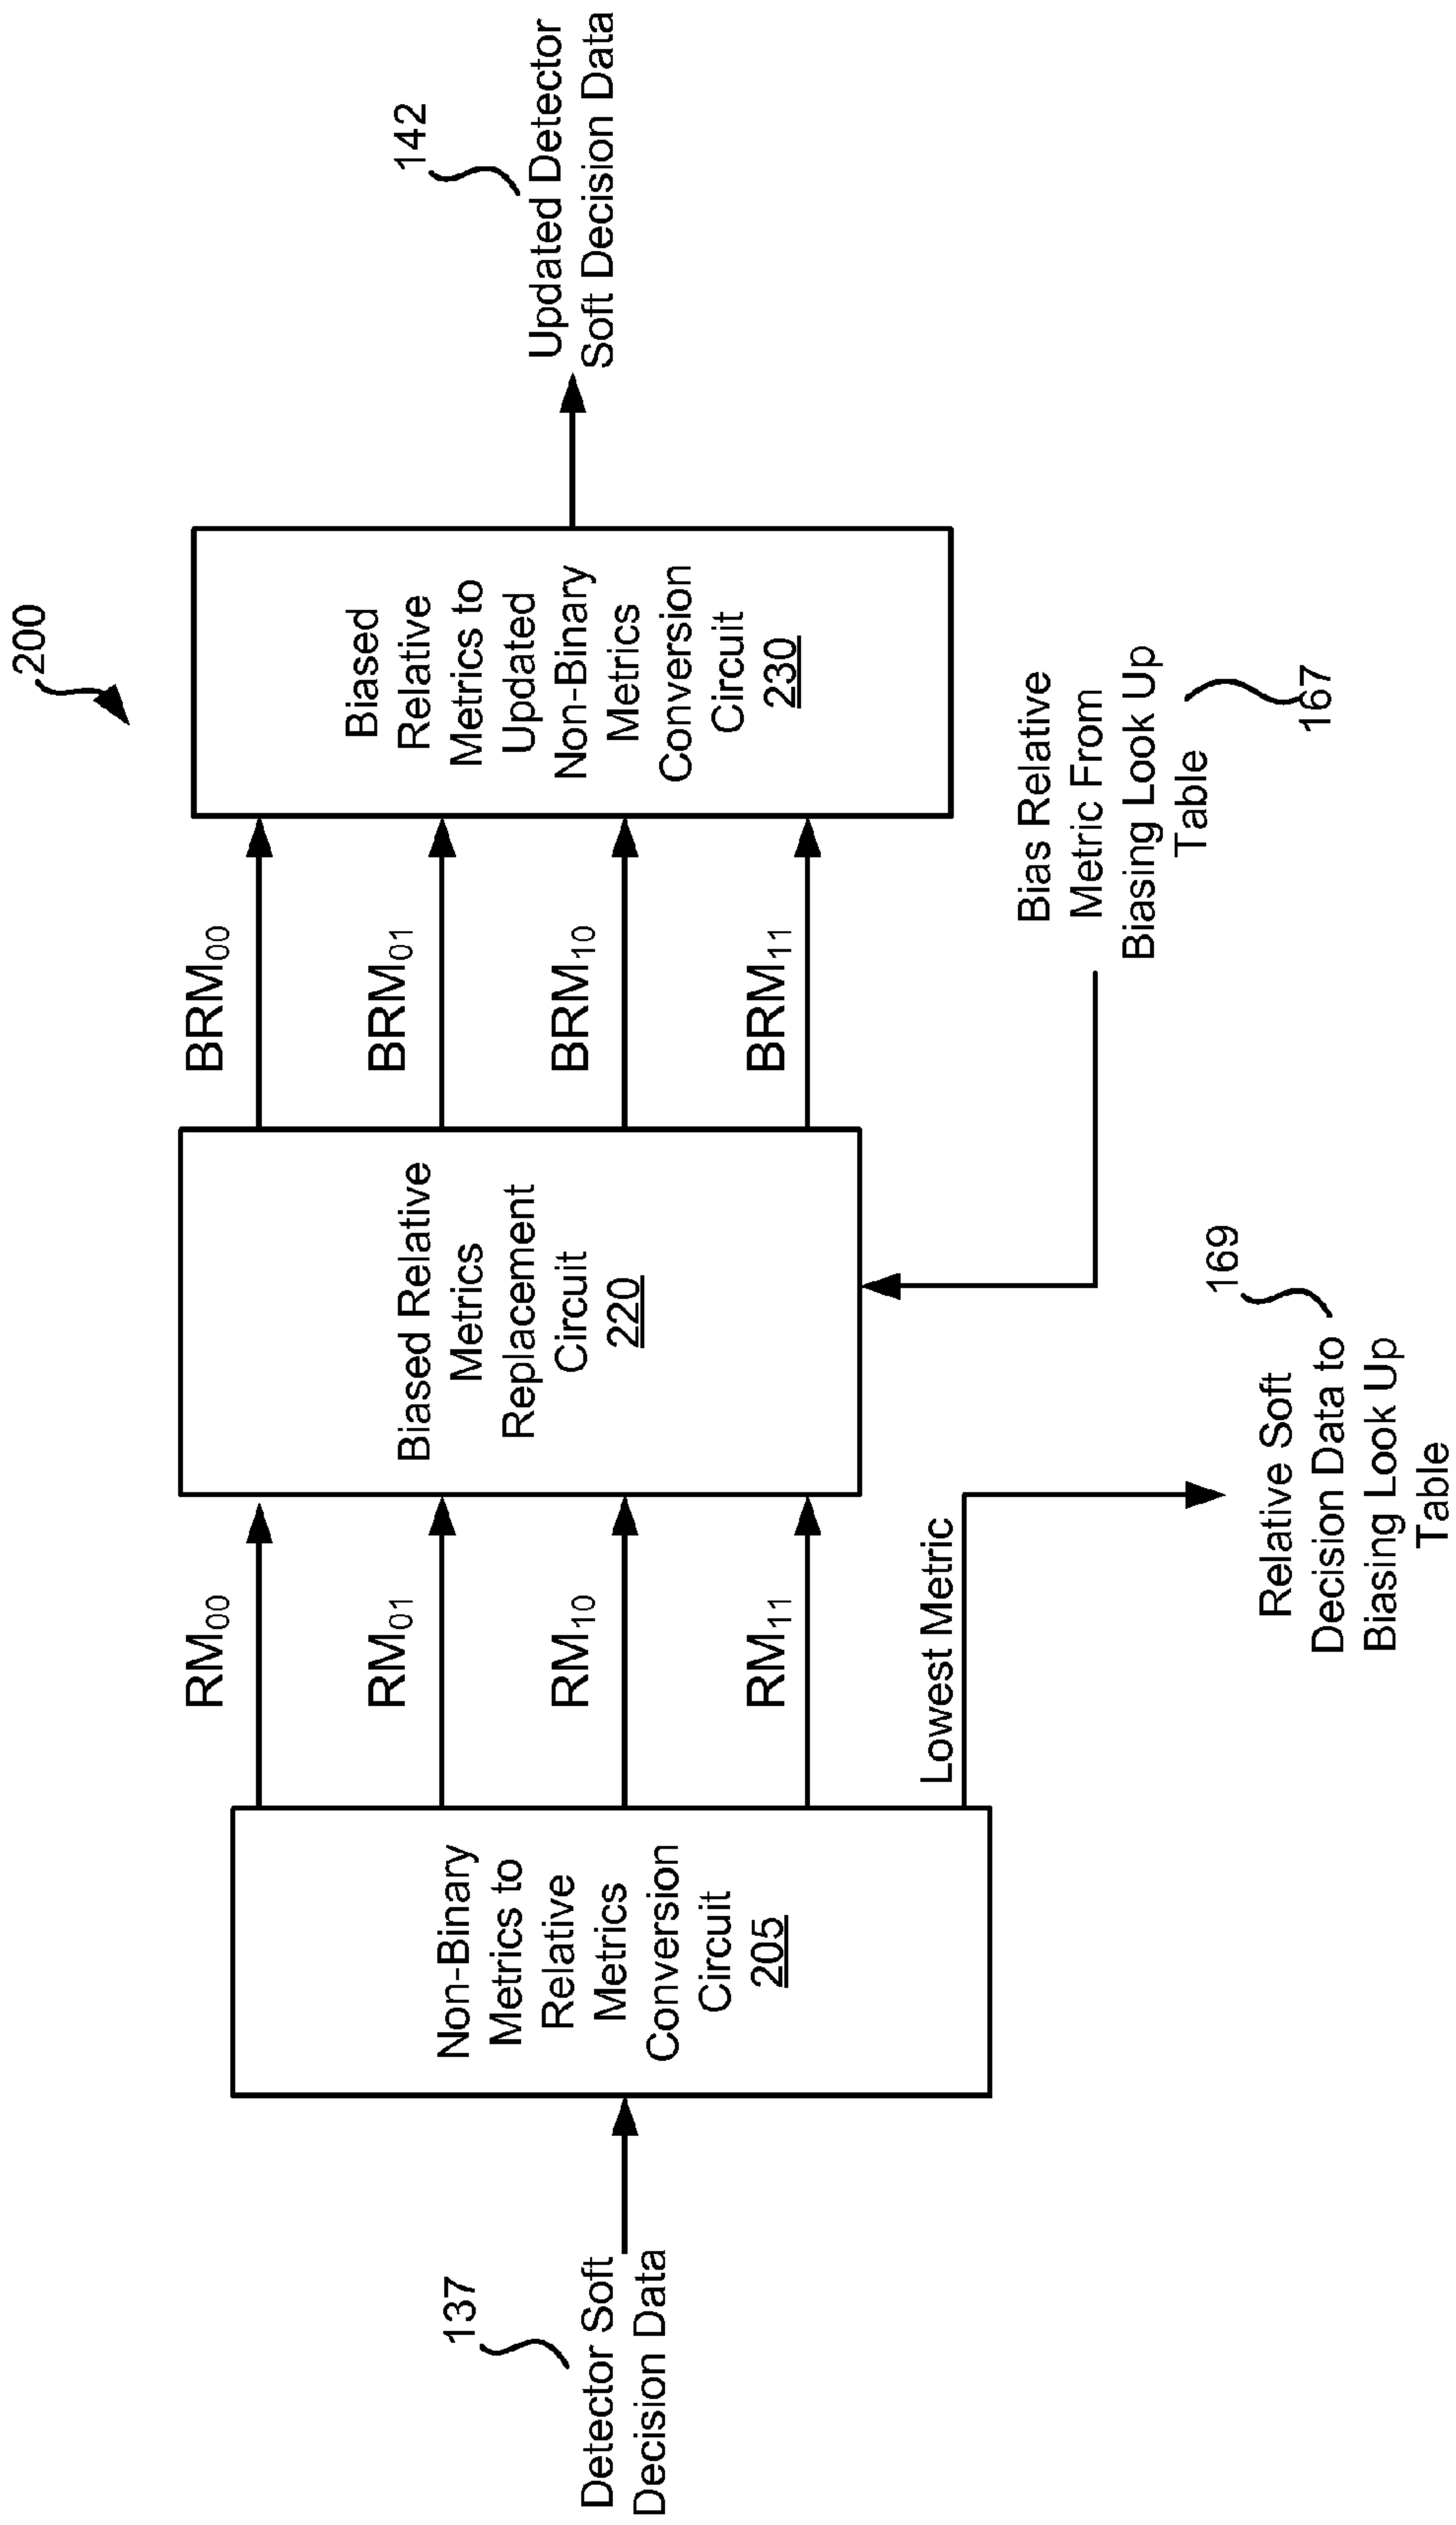 200
137
Detector Soft
Decision Data
Non-Binary
Metrics to
Relative
Metrics
Conversion
Circuit
205
RM00
RM01
RM10
RM11
Lowest Metric
169
Relative Soft
Decision Data to
Biasing Look Up
Table
Biased Relative
Metrics
Replacement
Circuit
220
BRM00
BRM01
BRM10
BRM11
Bias Relative
Metric From
Biasing Look Up
Table
167
Biased
Relative
Metrics to
Updated
Non-Binary
Metrics
Conversion
Circuit
230
142
Updated Detector
Soft Decision Data